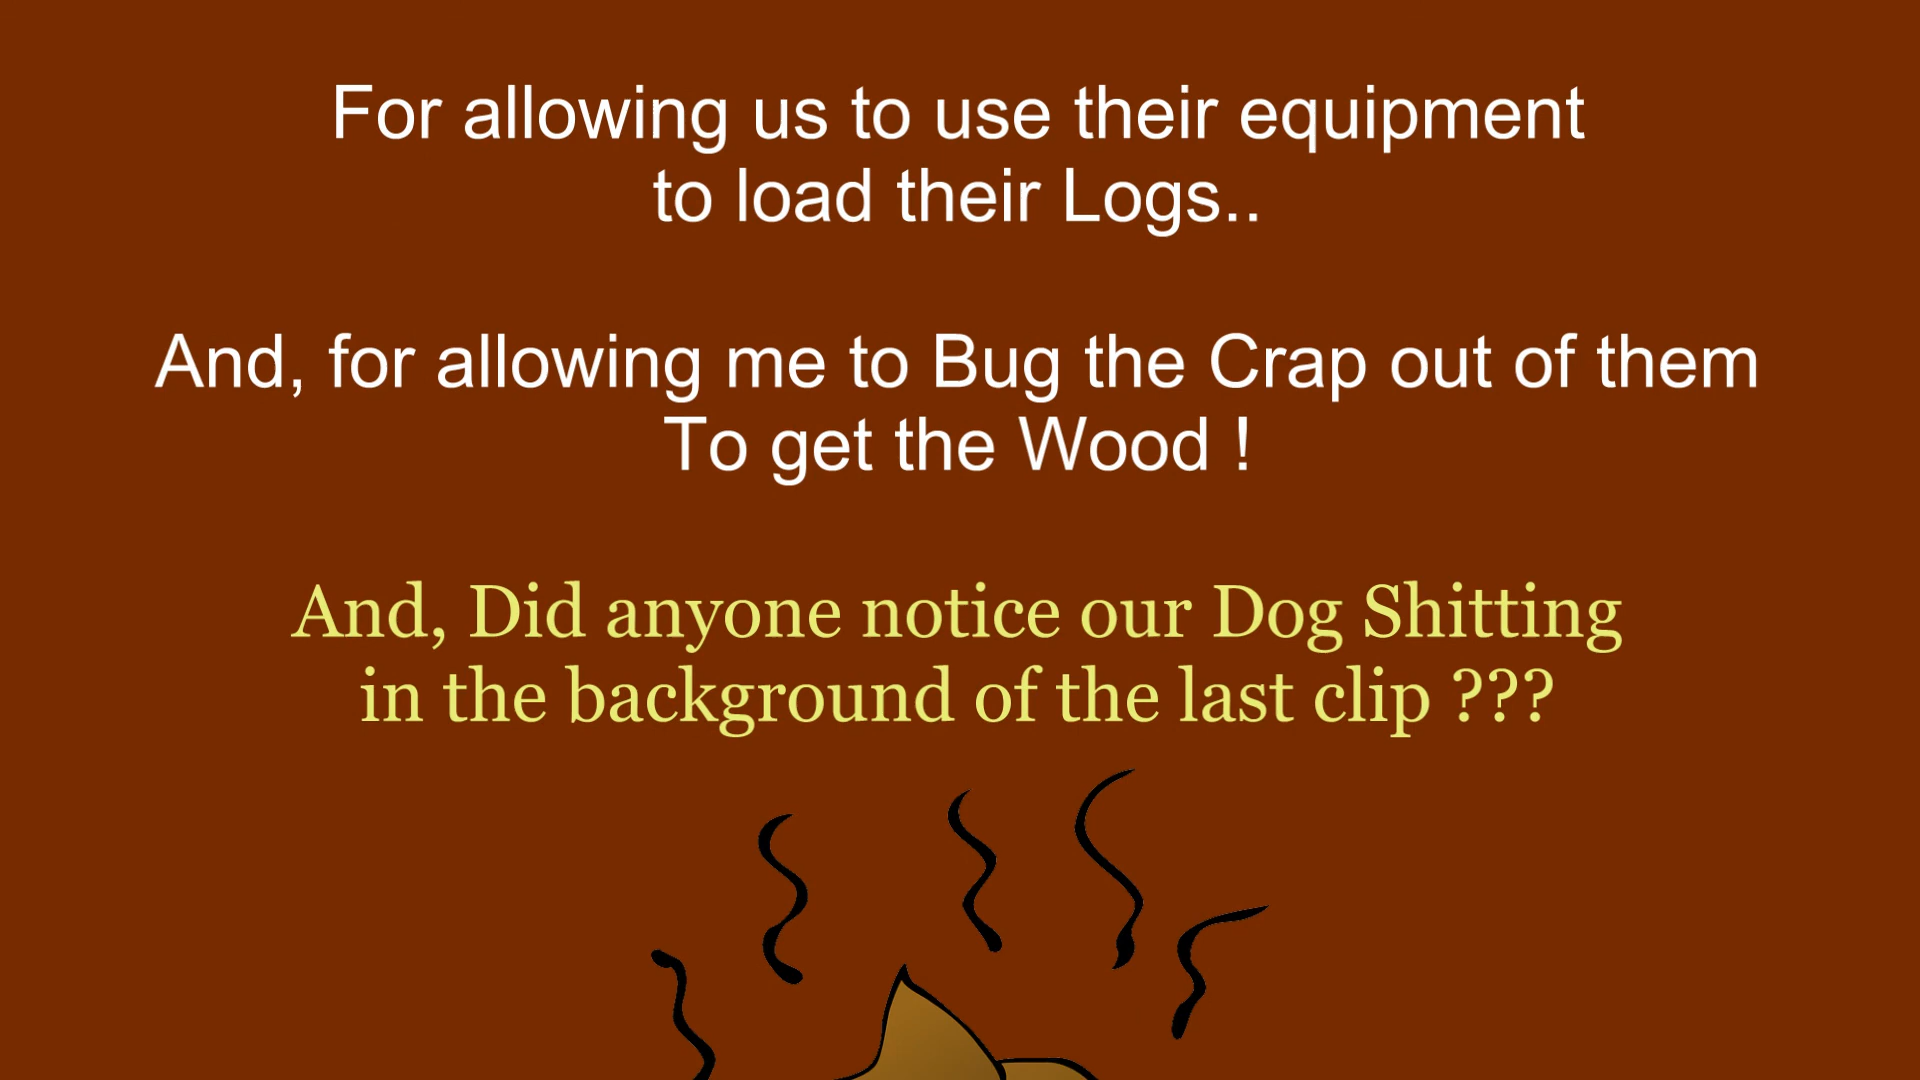 For allowing us to use their equipment
to load their Logs..
And, for allowing me to Bug the Crap out of them
To get the Wood !
And, Did anyone notice our Dog Shitting
in the background of the last clip ???